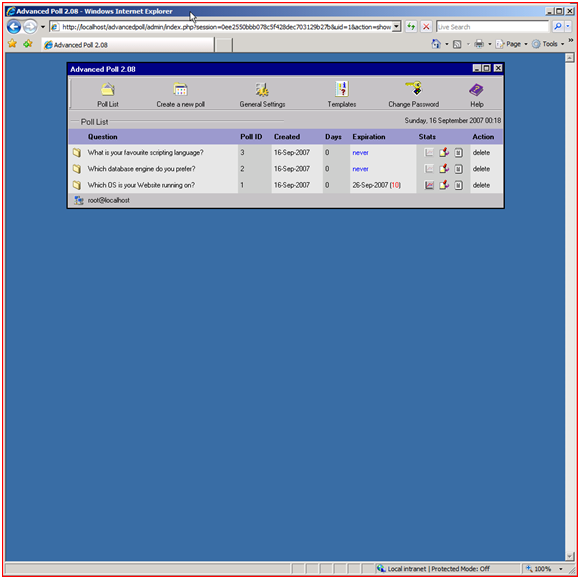 Advanced Poll 2.08 - Windows Internet Explorer
http://localhost/advancedpoll/admin/index.php?session=0ee2550bbb078c5f428dec703129b27b&uid=1&action=show
Live Search
Advanced Poll 2.08
Page
Tools
Advanced Poll 2.08
Poll List
Create a new poll
General Settings
Templates
Change Password
Help
Poll List
Sunday, 16 September 2007 00:18
Question Poll ID Created Days Expiration Stats Action
What is your favourite scripting language? 3 16-Sep-2007 0 never delete
Which database engine do you prefer? 2 16-Sep-2007 0 never delete
Which OS is your Website running on? 1 16-Sep-2007 0 26-Sep-2007 (10) delete
root@localhost
Local intranet | Protected Mode: Off
100%